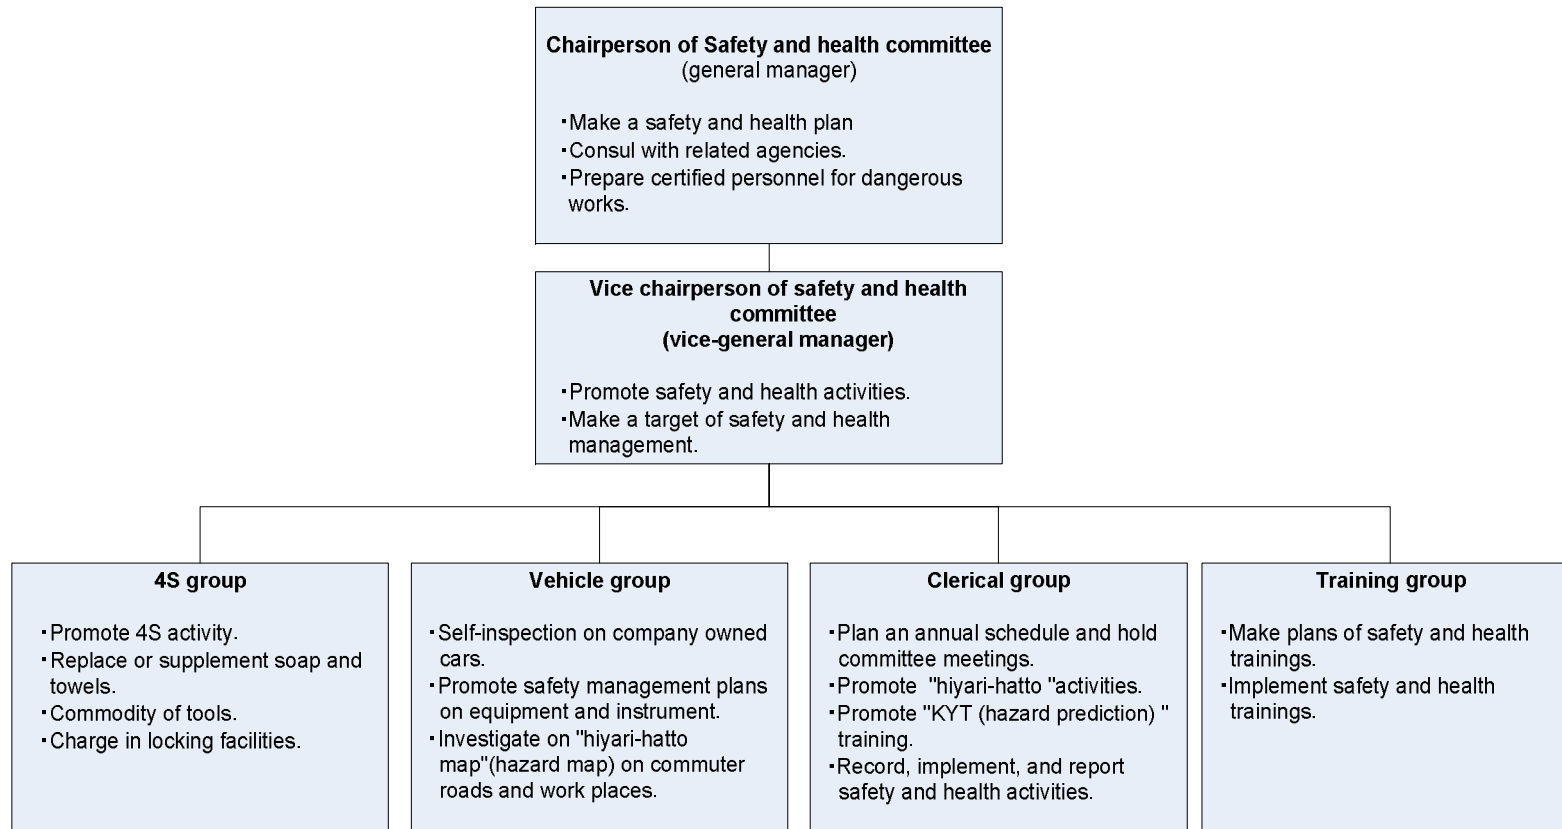 Chairperson of Safety and health committee
(general manager)
・Make a safety and health plan
・Consul with related agencies.
・Prepare certified personnel for dangerous
works.
Vice chairperson of safety and health
committee
(vice-general manager)
・Promote safety and health activities.
・Make a target of safety and health
management.
4S group
・Promote 4S activity.
・Replace or supplement soap and
towels.
・Commodity of tools.
・Charge in locking facilities.
Vehicle group
・Self-inspection on company owned
cars.
・Promote safety management plans
on equipment and instrument.
・Investigate on "hiyari-hatto
map"(hazard map) on commuter
roads and work places.
Clerical group
・Plan an annual schedule and hold
committee meetings.
・Promote "hiyari-hatto "activities.
・Promote "KYT (hazard prediction) "
training.
・Record, implement, and report
safety and health activities.
Training group
・Make plans of safety and health
trainings.
・Implement safety and health
trainings.